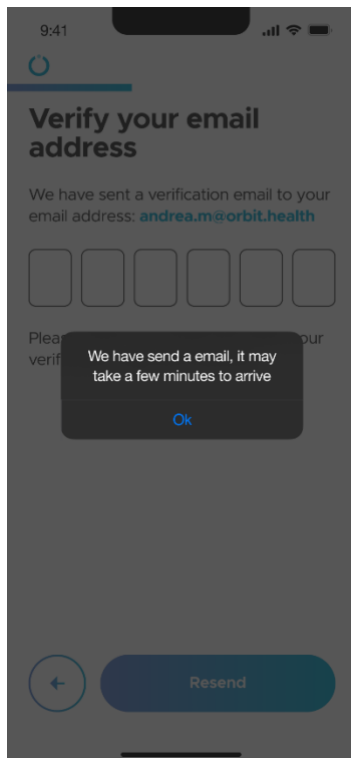 9:41
Verify your email
address
We have sent a verification email to your
email address: andrea.m@orbit.health
our
We have send a email, it may
take a few minutes to arrive
Ok
Resend